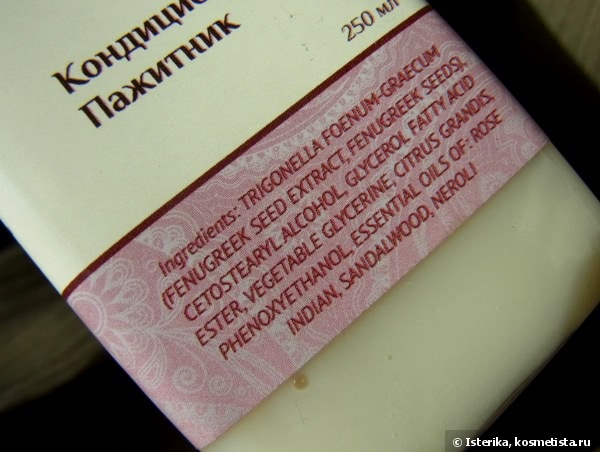 Кондицио
Пажитник
250 мл
Ingredients: TRIGONELLA FOENUM-GRAECUM
(FENUGREEK SEED EXTRACT, FENUGREEK SEEDS),
CETOSTEARYL ALCOHOL, GLYCEROL FATTY ACID
ESTER, VEGETABLE GLYCERINE, CITRUS GRANDIS,
PHENOXYETHANOL, ESSENTIAL OILS OF: ROSE
INDIAN, SANDALWOOD, NEROLI
© Isterika, kosmetista.ru